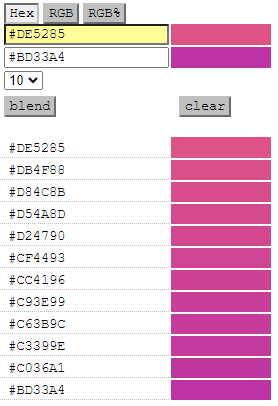 Hex RGB RGB%
#DE5285
#BD33A4
10
blend clear
#DE5285
#DB4F88
#D84C8B
#D54A8D
#D24790
#CF4493
#CC4196
#C93E99
#C63B9C
#C3399E
#C036A1
#BD33A4